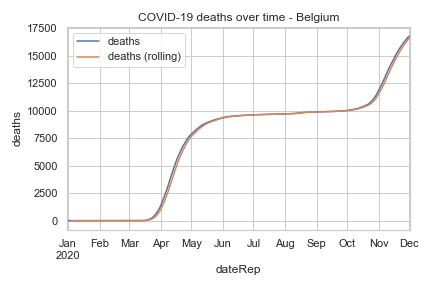 COVID-19 deaths over time - Belgium
17500
15000
12500
10000
7500
5000
2500
0
deaths
deaths
deaths (rolling)
Jan Feb Mar Apr May Jun Jul Aug Sep Oct Nov Dec
2020
dateRep